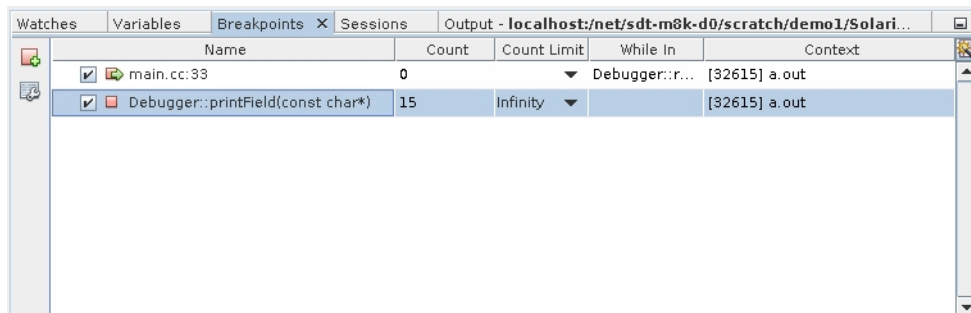 Watches Variables Breakpoints X Sessions Output - localhost:/net/sdt-m8k-d0/scratch/demo1/Solari...
Name Count Count Limit While In Context
main.cc:33 0 Debugger::r... [32615] a.out
Debugger::printField(const char*) 15 Infinity [32615] a.out